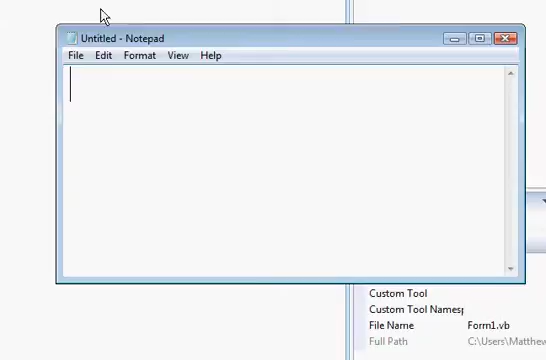 Untitled - Notepad
File Edit Format View Help
Custom Tool
Custom Tool Namesp
File Name Form1.vb
Full Path C:\Users\Matthew